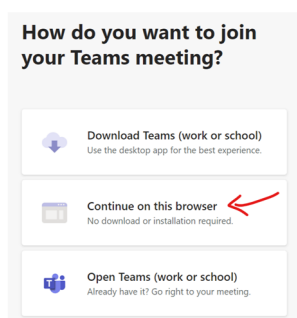 How do you want to join
your Teams meeting?
Download Teams (work or school)
Use the desktop app for the best experience.
Continue on this browser
No download or installation required.
Open Teams (work or school)
Already have it? Go right to your meeting.